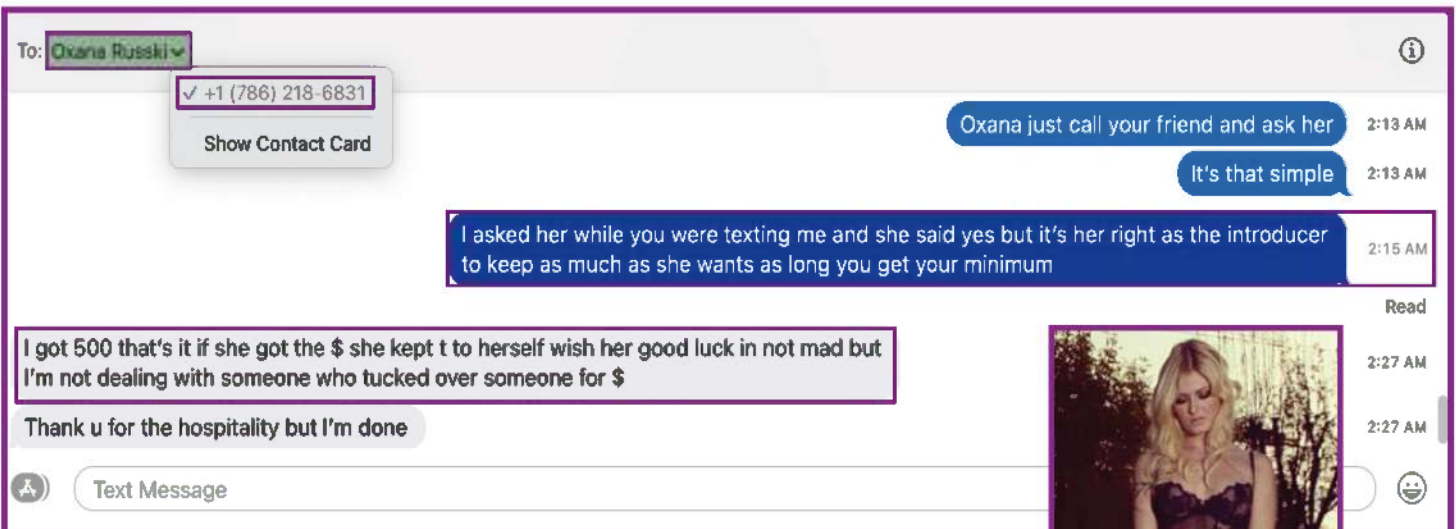 To: Oxana Russki
✓ +1 (786) 218-6831
Show Contact Card
Oxana just call your friend and ask her 2:13 AM
It's that simple 2:13 AM
I asked her while you were texting me and she said yes but it's her right as the introducer
to keep as much as she wants as long you get your minimum
2:15 AM
Read
I got 500 that's it if she got the $ she kept t to herself wish her good luck in not mad but
I'm not dealing with someone who tucked over someone for $
2:27 AM
Thank u for the hospitality but I'm done 2:27 AM
Text Message